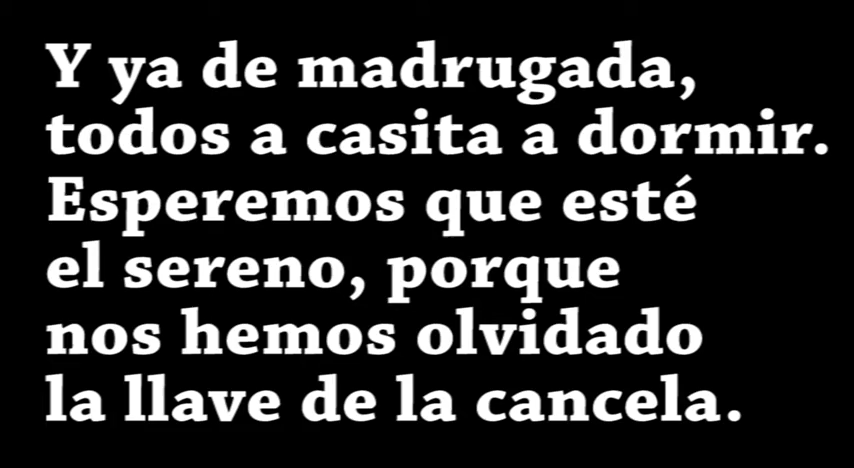 Y ya de madrugada,
todos a casita a dormir.
Esperemos que esté
el sereno, porque
nos hemos olvidado
la llave de la cancela.